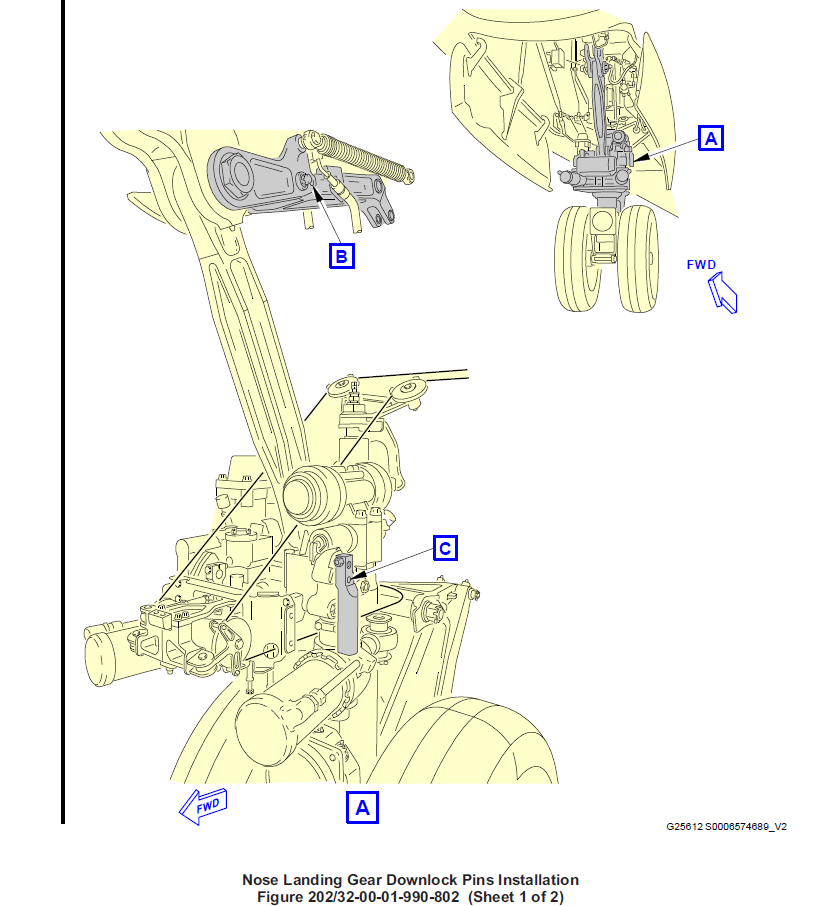 A
B
FWD
C
FWD
A
G25612 S0006574689_V2
Nose Landing Gear Downlock Pins Installation
Figure 202/32-00-01-990-802 (Sheet 1 of 2)